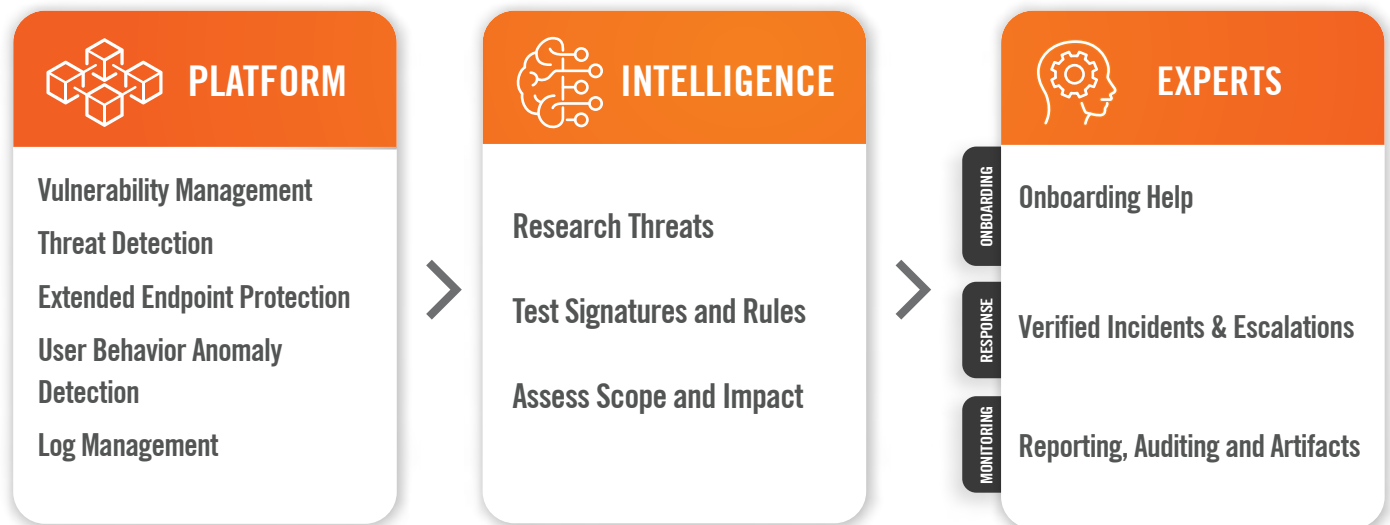 PLATFORM
Vulnerability Management
Threat Detection
Extended Endpoint Protection
User Behavior Anomaly
Detection
Log Management
INTELLIGENCE
Research Threats
Test Signatures and Rules
Assess Scope and Impact
EXPERTS
ONBOARDING
Onboarding Help
RESPONSE
Verified Incidents & Escalations
MONITORING
Reporting, Auditing and Artifacts